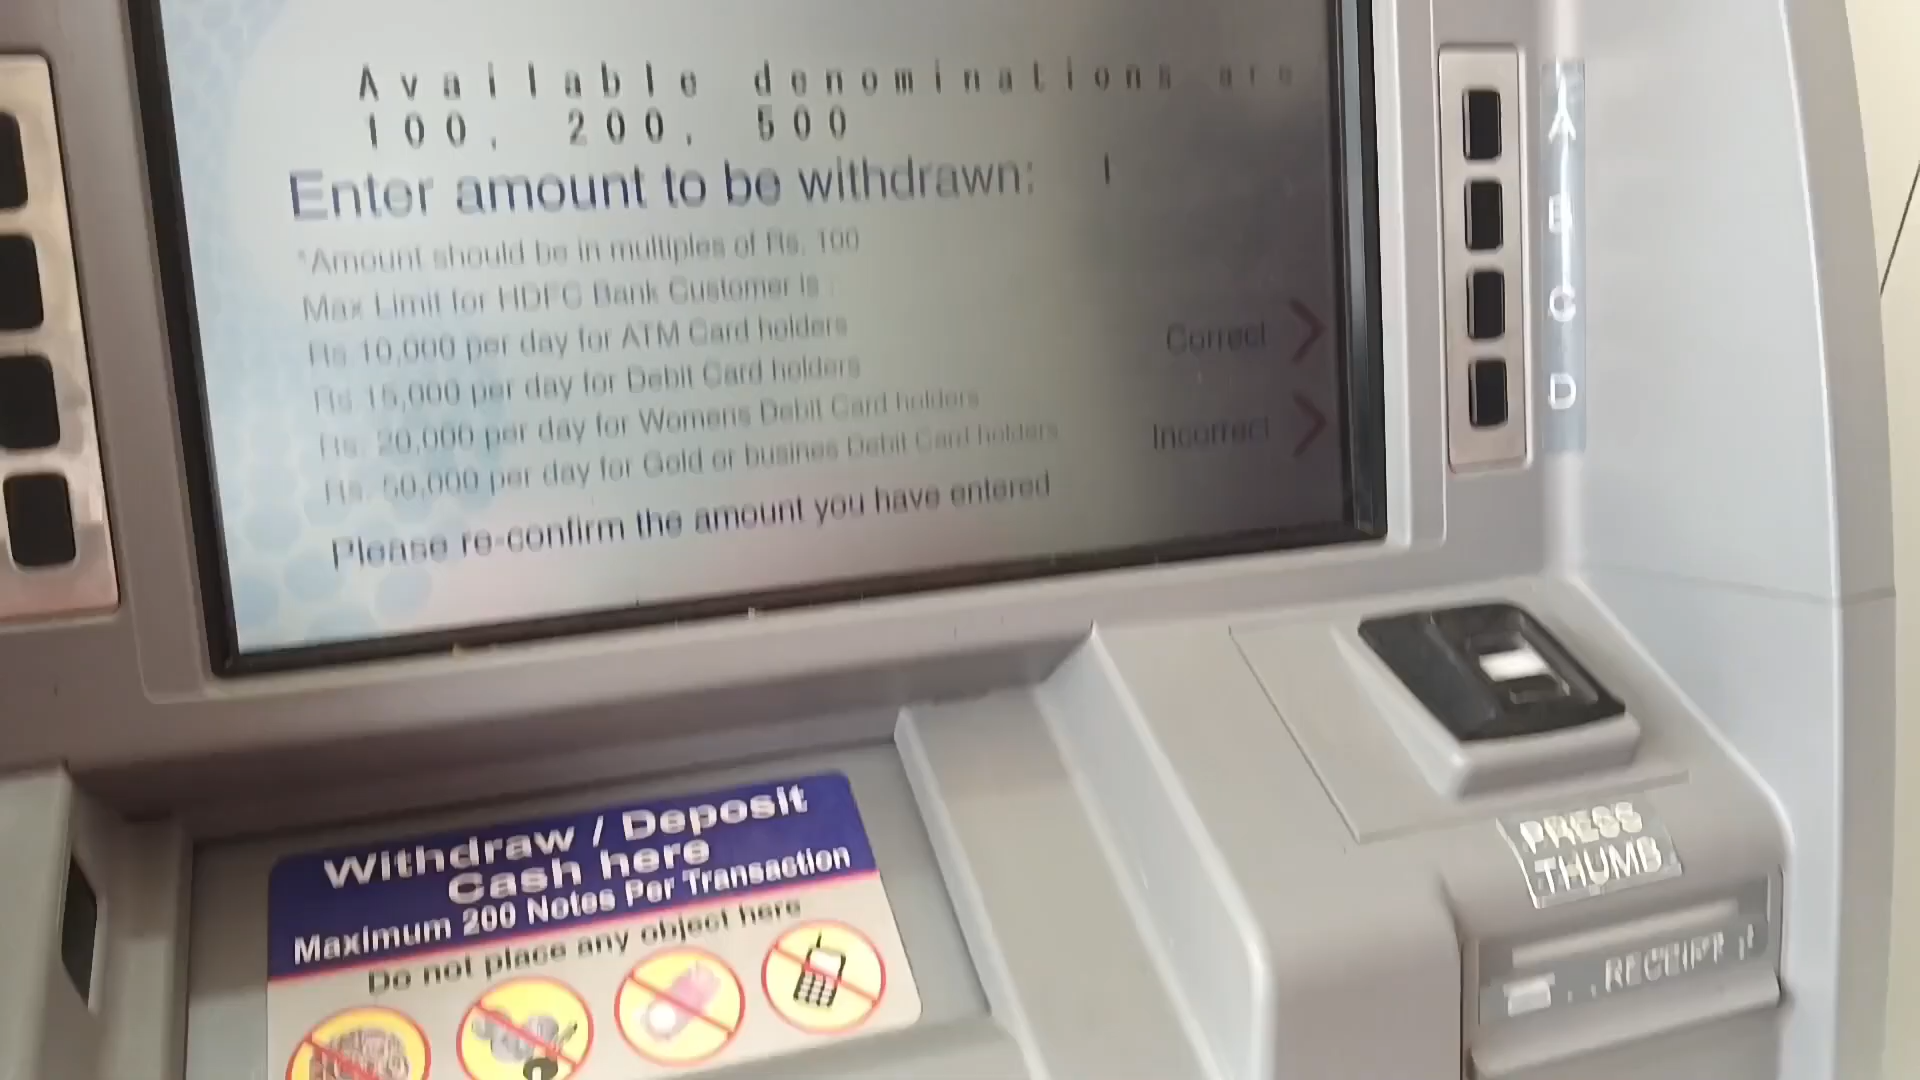 Available denominations are
100, 200, 500
Enter amount to be withdrawn:
*Amount should be in multiples of Rs. 100
Max Limit for HDFC Bank Customer is :
Rs 10,000 per day for ATM Card holders
Rs 15,000 per day for Debit Card holders
Rs. 20,000 per day for Womens Debit Card holders
Rs. 50,000 per day for Gold or busines Debit Card holders
Please re-confirm the amount you have entered
Correct
Incorrect
A
B
C
D
Withdraw / Deposit
Cash here
Maximum 200 Notes Per Transaction
Do not place any object here
PRESS
THUMB
RECEIPT